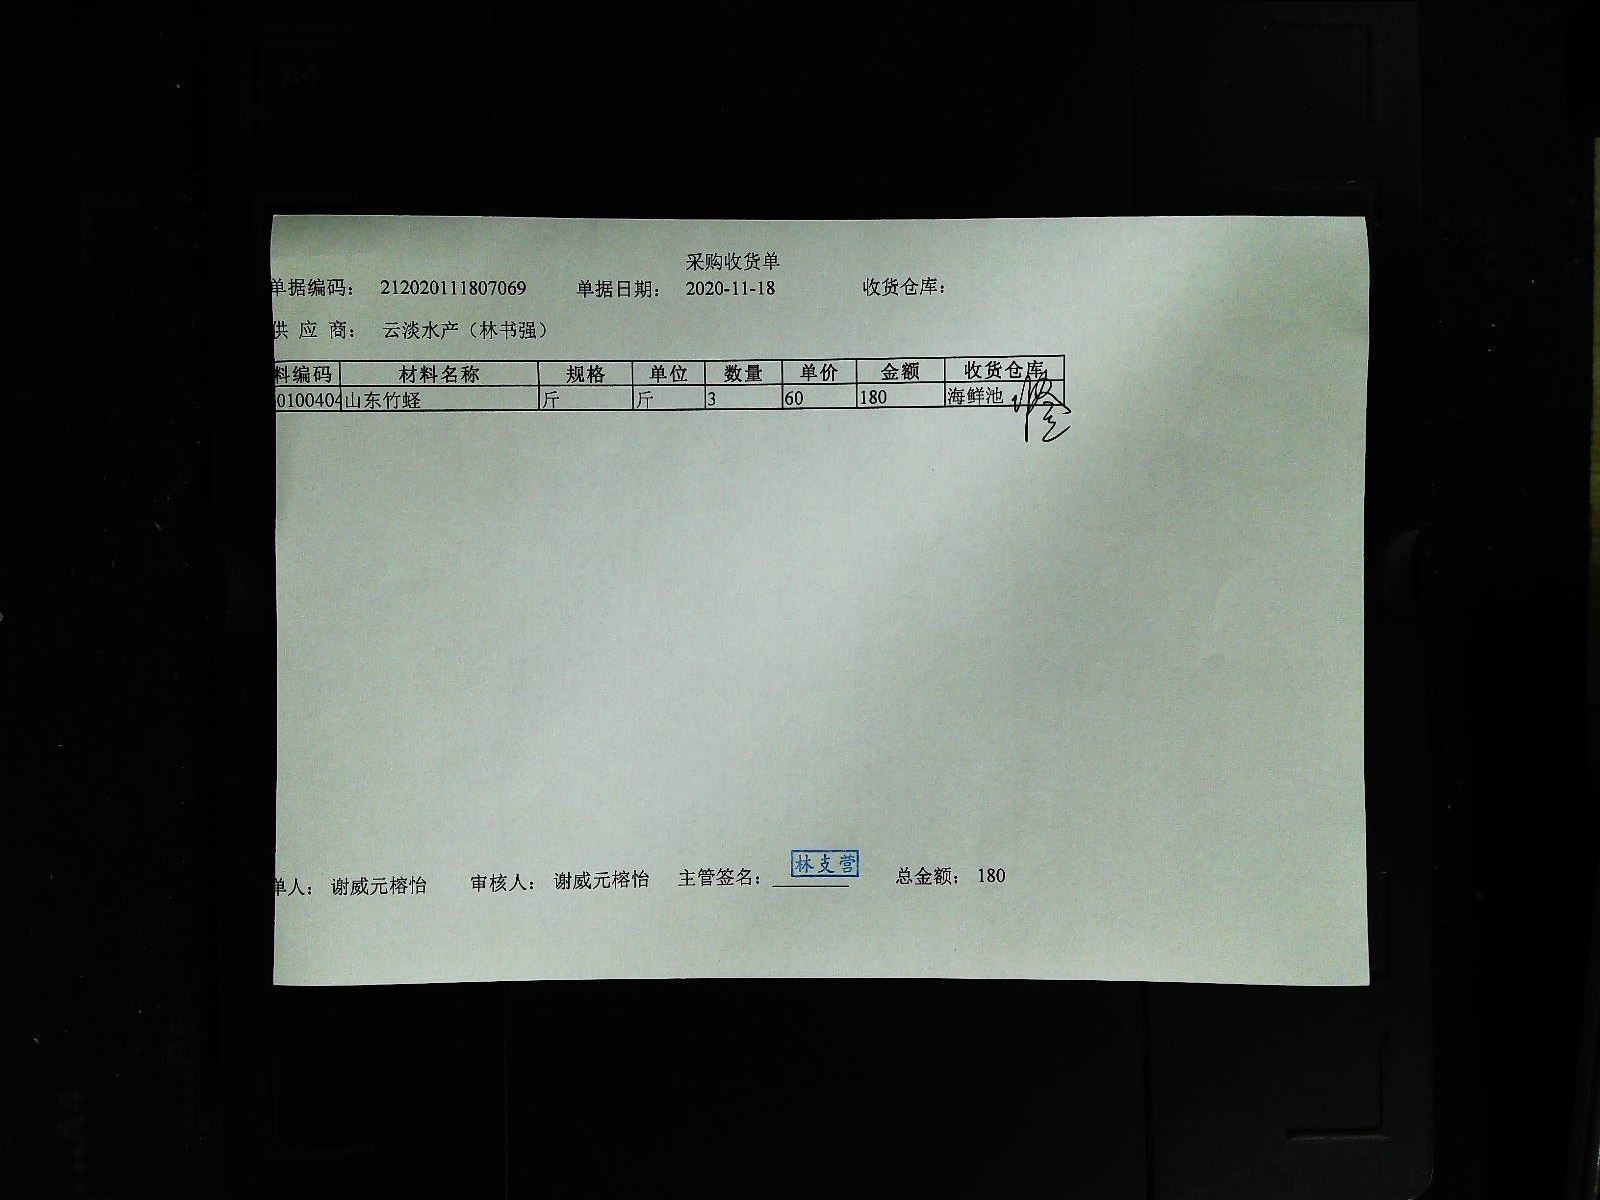 采购收货单
单据编码： 212020111807069 单据日期： 2020-11-18 收货仓库：
供 应 商： 云淡水产（林书强）
料编码 材料名称 规格 单位 数量 单价 金额 收货仓库
0100404 山东竹蛏 斤 斤 3 60 180 海鲜池
单人： 谢威元榕怡 审核人： 谢威元榕怡 主管签名： 林支营 总金额： 180